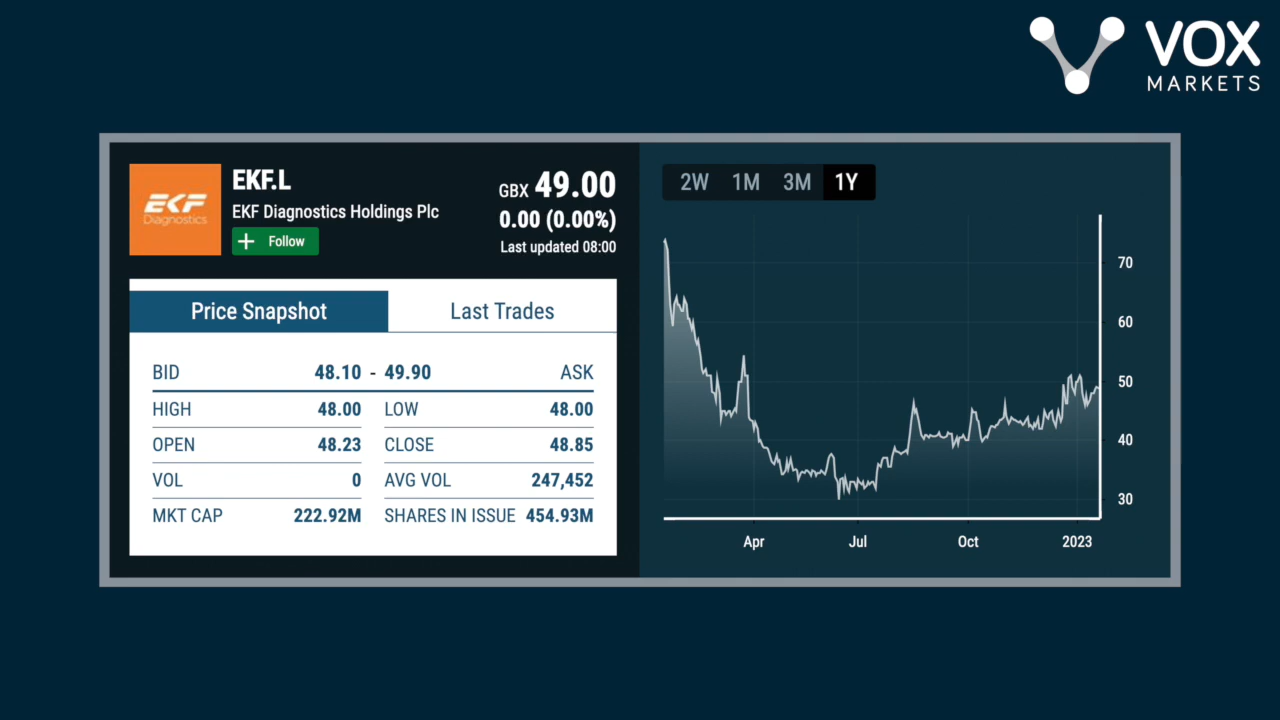 VOX
MARKETS
EKF
Diagnostics
EKF.L
EKF Diagnostics Holdings Plc
+ Follow
GBX 49.00
0.00 (0.00%)
Last updated 08:00
Price Snapshot Last Trades
BID 48.10 - 49.90 ASK
HIGH 48.00 LOW 48.00
OPEN 48.23 CLOSE 48.85
VOL 0 AVG VOL 247,452
MKT CAP 222.92M SHARES IN ISSUE 454.93M
2W 1M 3M 1Y
70
60
50
40
30
Apr Jul Oct 2023